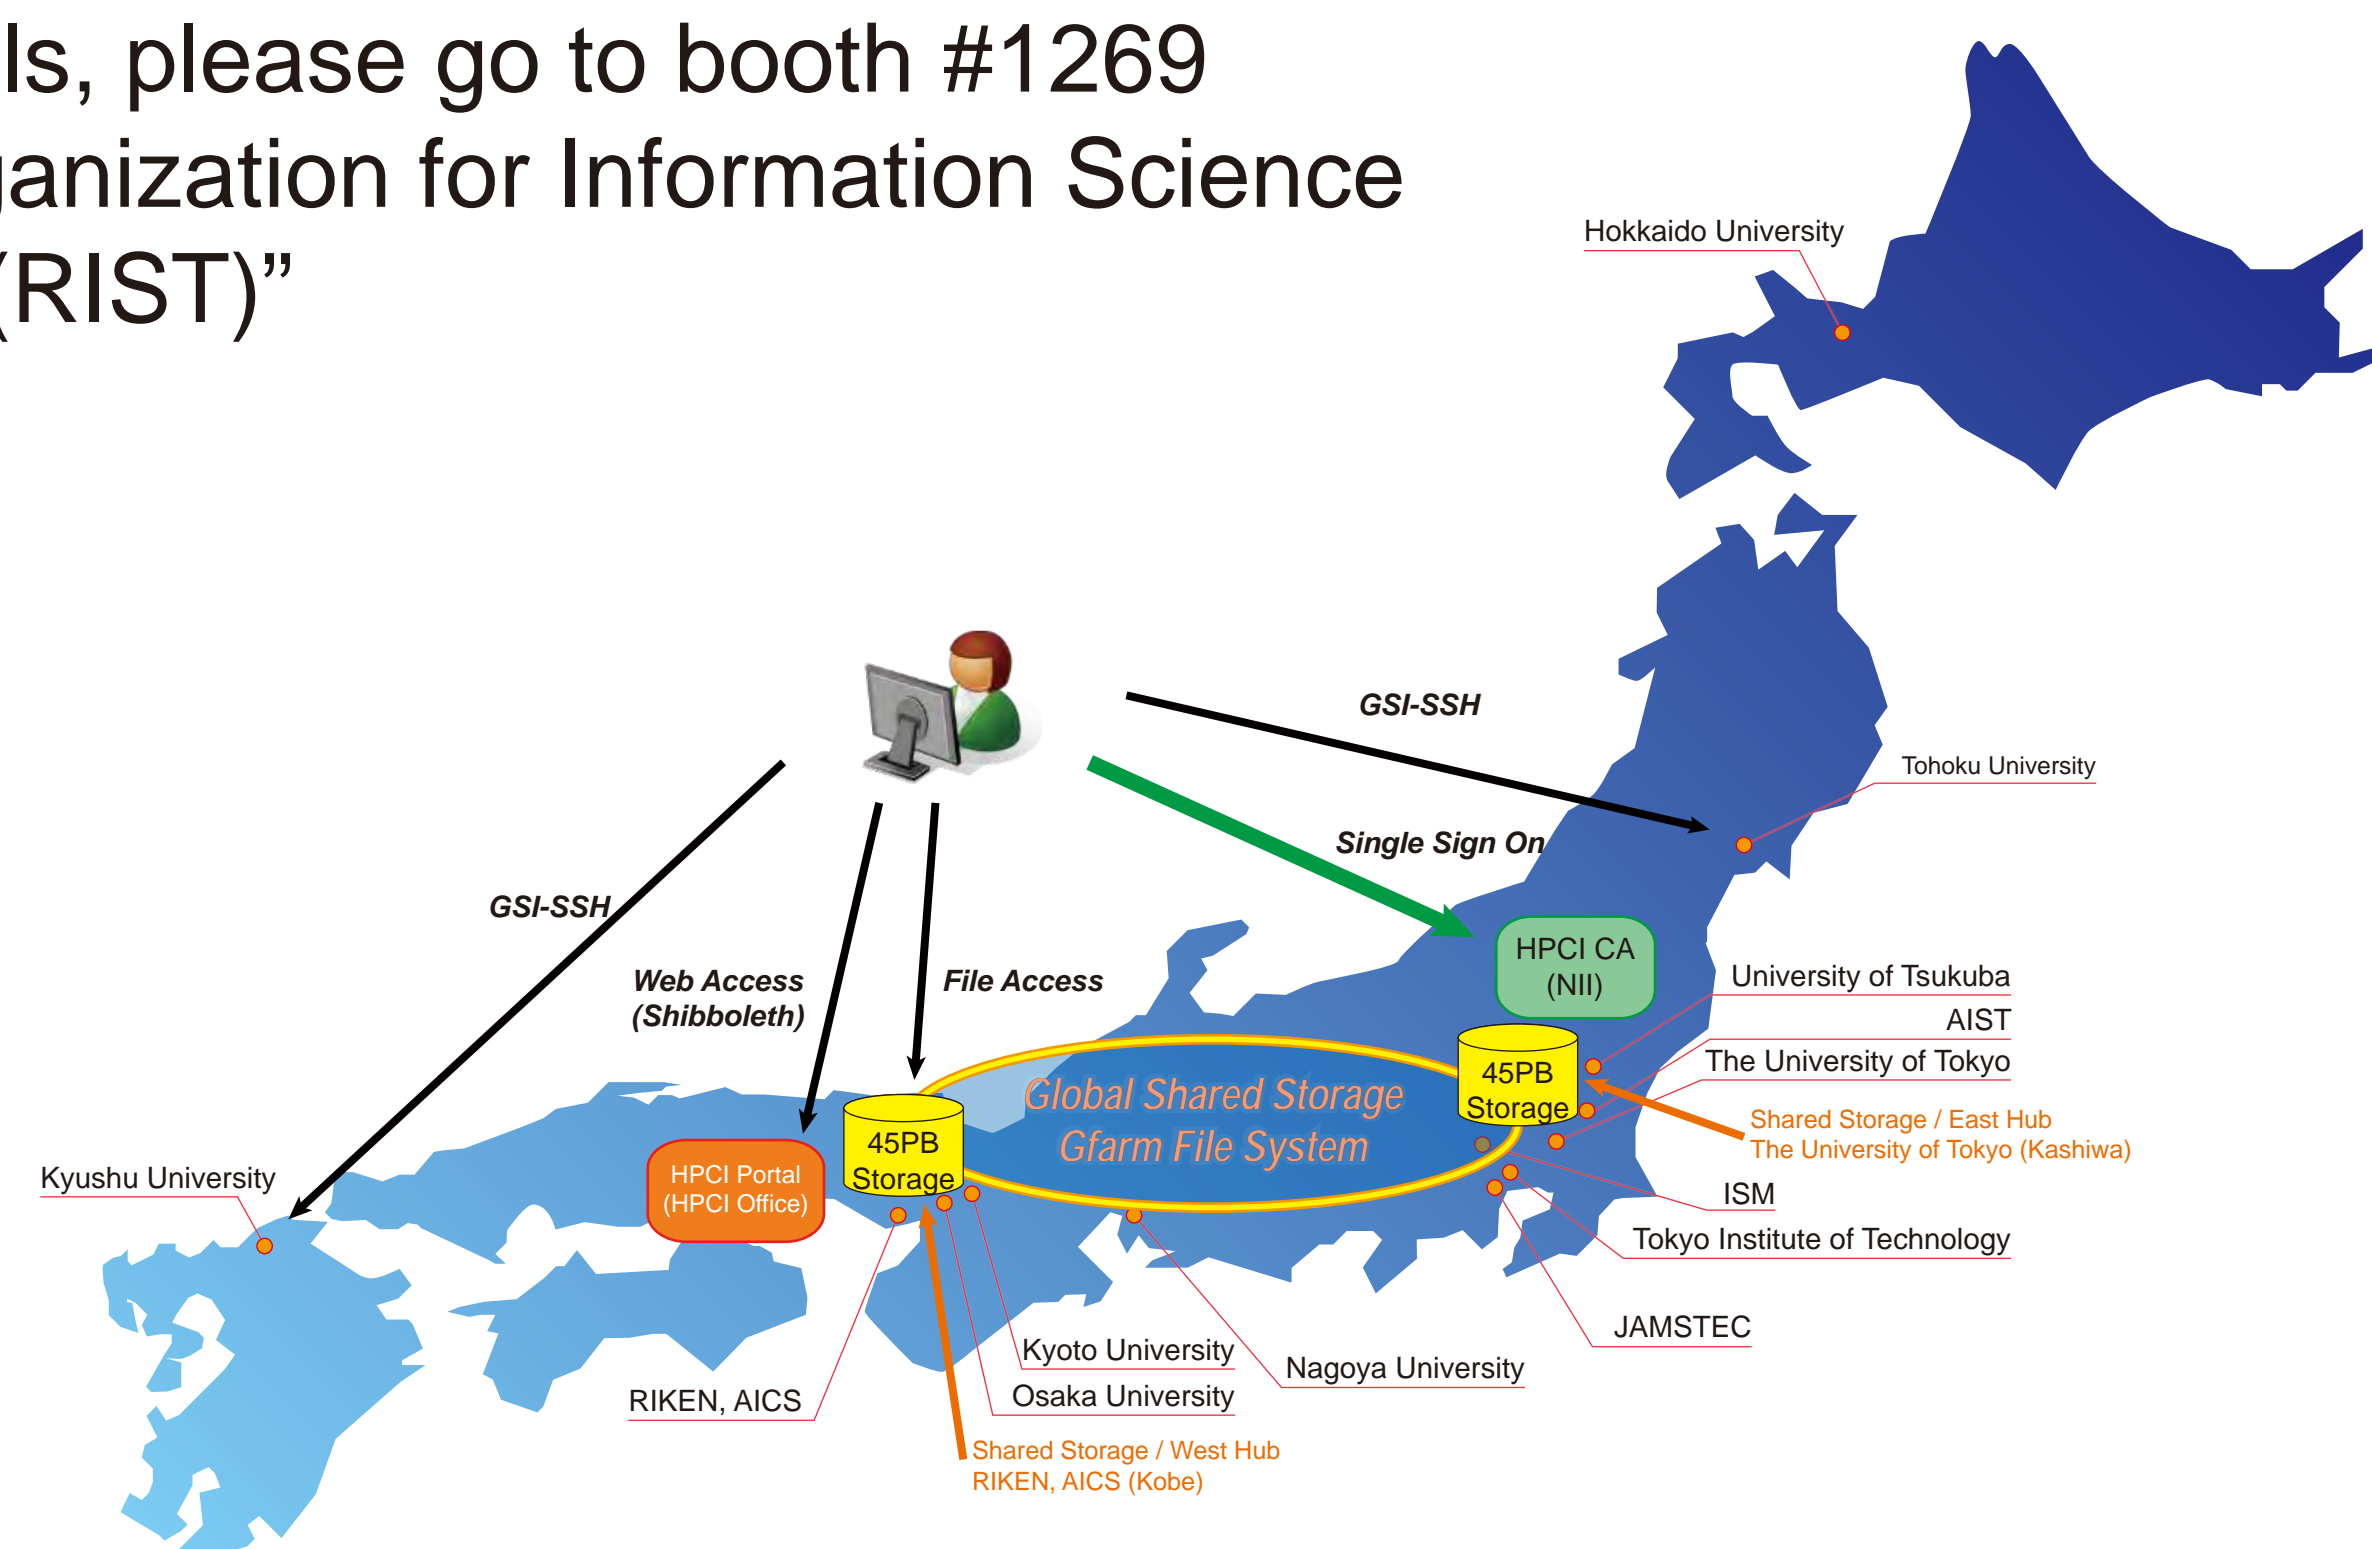 ls, please go to booth #1269
ganization for Information Science
(RIST)”
Hokkaido University
GSI-SSH
Tohoku University
Single Sign On
GSI-SSH
HPCI CA
(NII)
Web Access
(Shibboleth)
File Access
University of Tsukuba
AIST
The University of Tokyo
45PB
Storage
Global Shared Storage
Gfarm File System
Shared Storage / East Hub
The University of Tokyo (Kashiwa)
45PB
Storage
HPCI Portal
(HPCI Office)
Kyushu University
ISM
Tokyo Institute of Technology
JAMSTEC
Kyoto University
Nagoya University
Osaka University
RIKEN, AICS
Shared Storage / West Hub
RIKEN, AICS (Kobe)